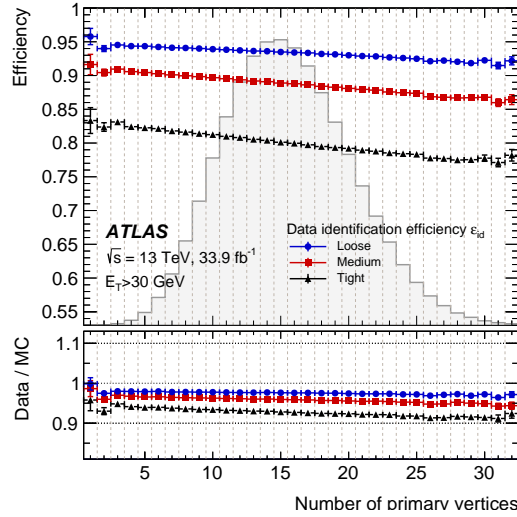 Efficiency
1
0.95
0.9
0.85
0.8
0.75
0.7
0.65
0.6
0.55
ATLAS
√s = 13 TeV, 33.9 fb⁻¹
E_T>30 GeV
Data identification efficiency ε_id
Loose
Medium
Tight
Data / MC
1.1
1
0.9
5 10 15 20 25 30
Number of primary vertices